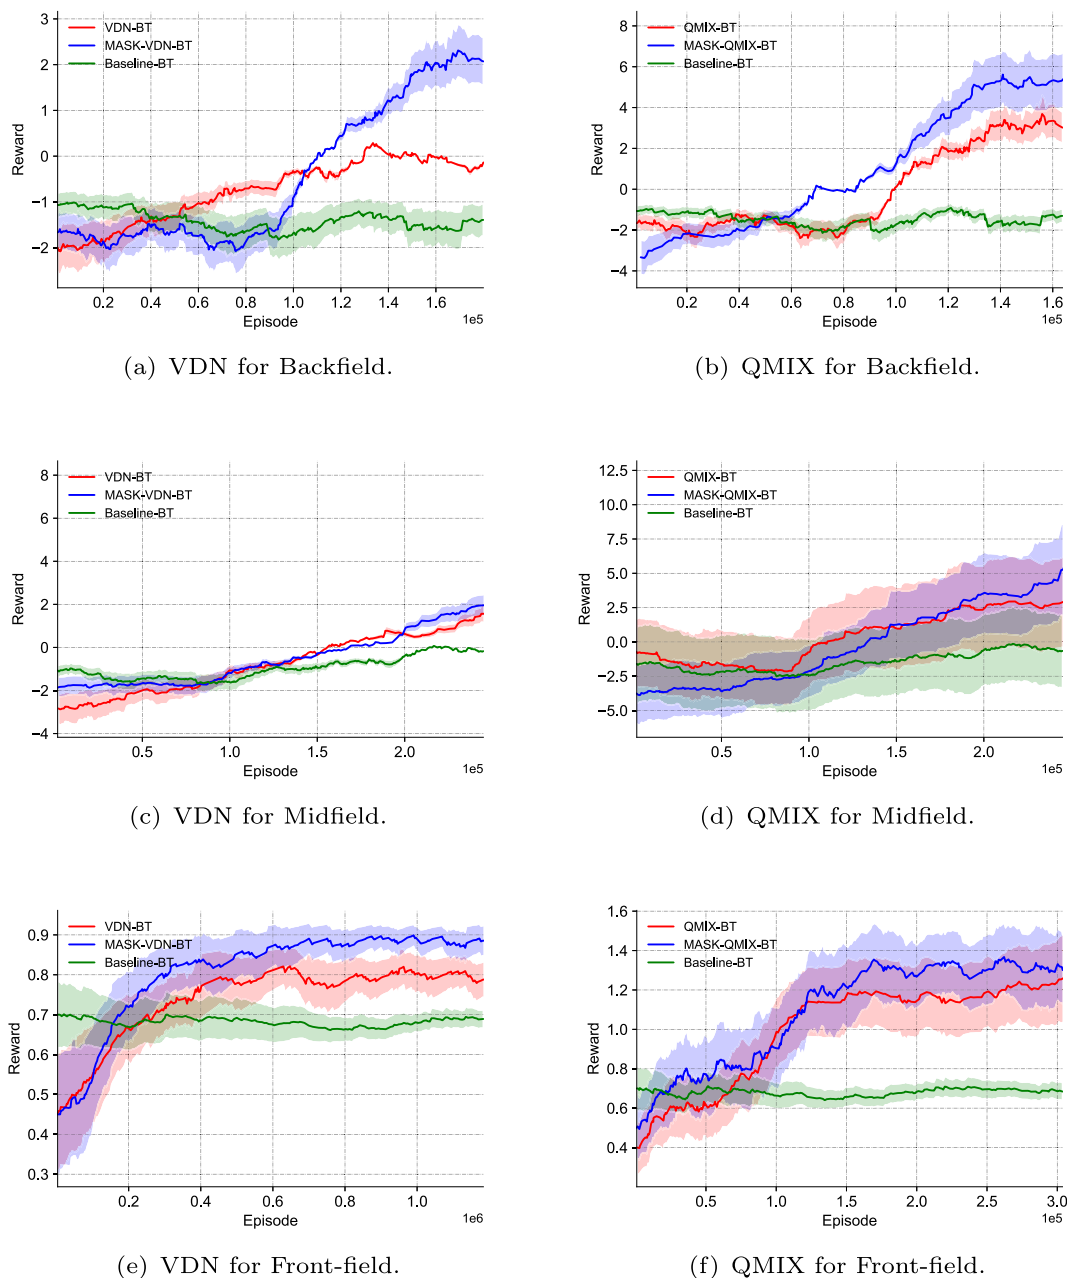 3
2
1
0
−1
−2
Reward
VDN-BT
MASK-VDN-BT
Baseline-BT
0.2 0.4 0.6 0.8 1.0 1.2 1.4 1.6
1e5
Episode
(a) VDN for Backfield.
8
6
4
2
0
−2
−4
Reward
QMIX-BT
MASK-QMIX-BT
Baseline-BT
0.2 0.4 0.6 0.8 1.0 1.2 1.4 1.6
1e5
Episode
(b) QMIX for Backfield.
8
6
4
2
0
−2
−4
Reward
VDN-BT
MASK-VDN-BT
Baseline-BT
0.5 1.0 1.5 2.0
1e5
Episode
(c) VDN for Midfield.
12.5
10.0
7.5
5.0
2.5
0.0
−2.5
−5.0
Reward
QMIX-BT
MASK-QMIX-BT
Baseline-BT
0.5 1.0 1.5 2.0
1e5
Episode
(d) QMIX for Midfield.
0.9
0.8
0.7
0.6
0.5
0.4
0.3
Reward
VDN-BT
MASK-VDN-BT
Baseline-BT
0.2 0.4 0.6 0.8 1.0
1e6
Episode
(e) VDN for Front-field.
1.6
1.4
1.2
1.0
0.8
0.6
0.4
Reward
QMIX-BT
MASK-QMIX-BT
Baseline-BT
0.5 1.0 1.5 2.0 2.5 3.0
1e5
Episode
(f) QMIX for Front-field.